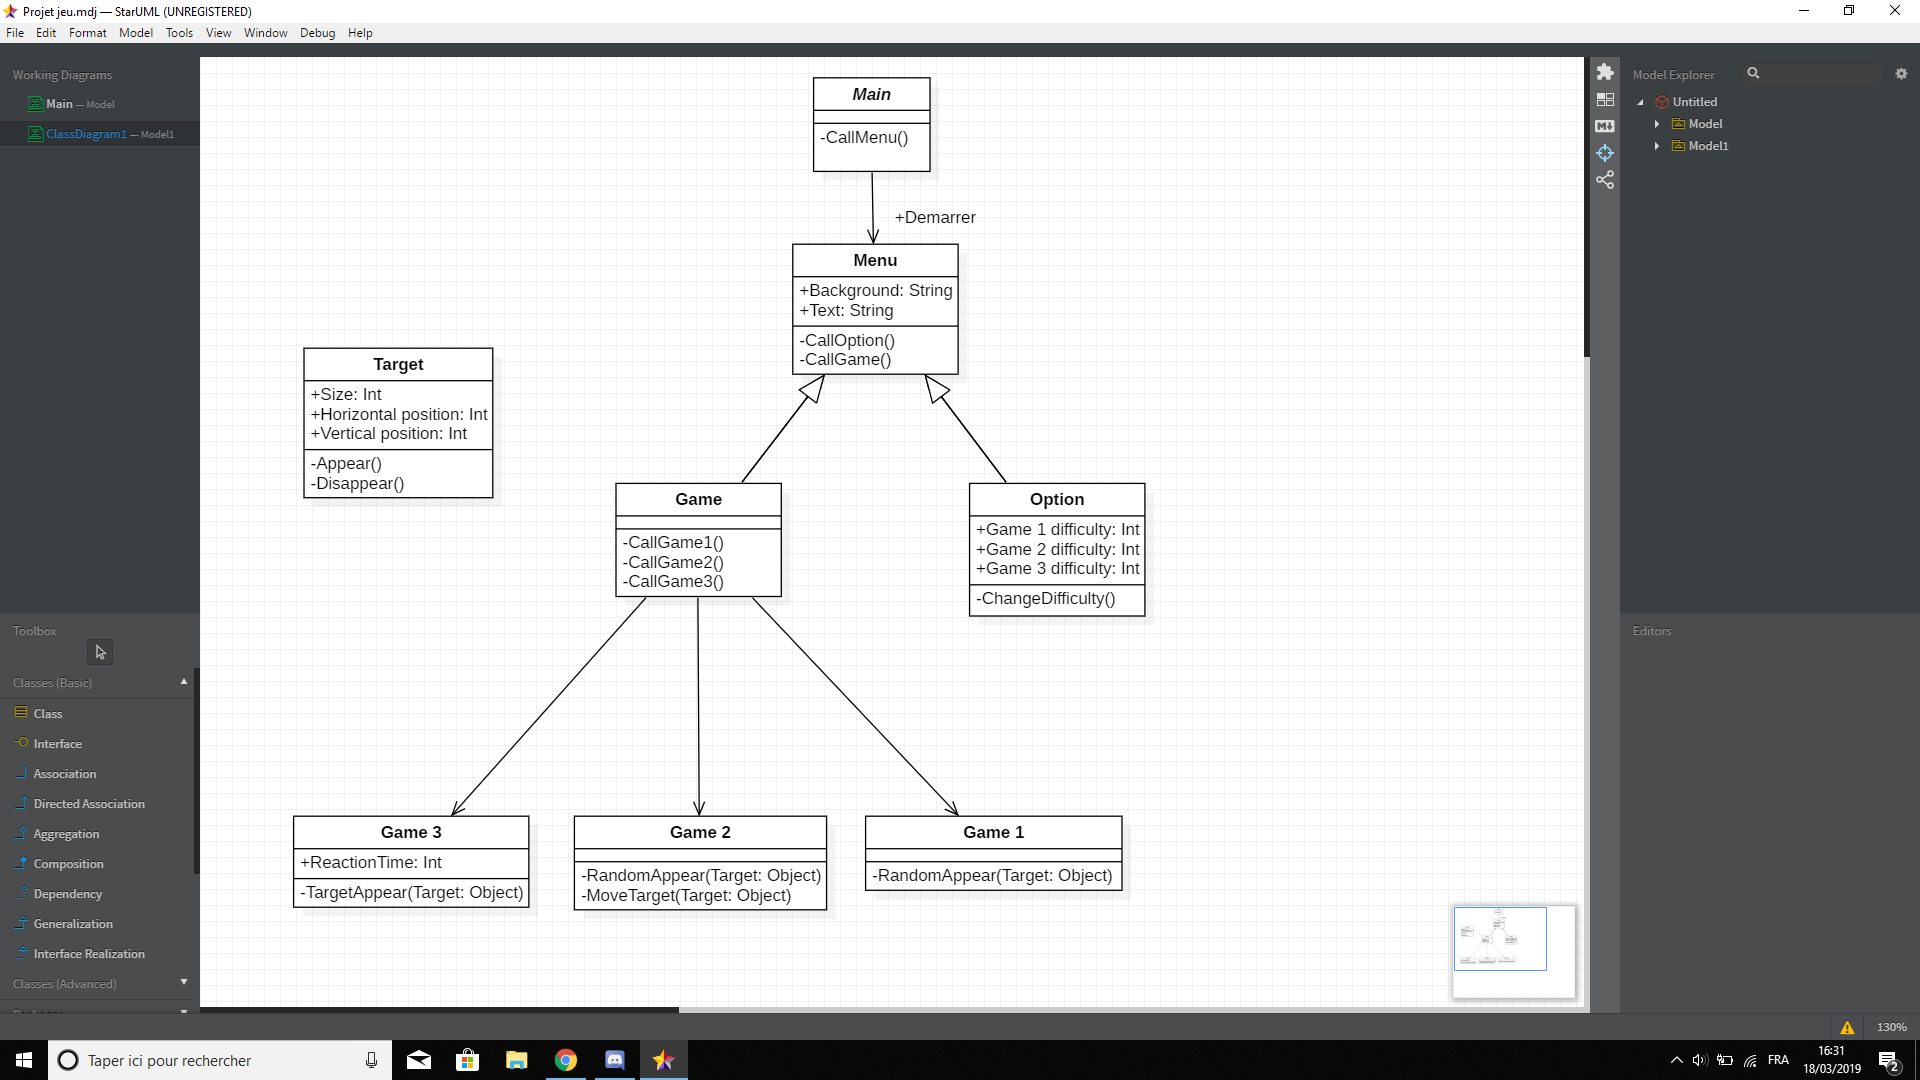 Projet jeu.mdj — StarUML (UNREGISTERED)
File Edit Format Model Tools View Window Debug Help
Working Diagrams
Main — Model
ClassDiagram1 — Model1
Toolbox
Classes (Basic)
Class
Interface
Association
Directed Association
Aggregation
Composition
Dependency
Generalization
Interface Realization
Classes (Advanced)
Main
-CallMenu()
+Demarrer
Menu
+Background: String
+Text: String
-CallOption()
-CallGame()
Target
+Size: Int
+Horizontal position: Int
+Vertical position: Int
-Appear()
-Disappear()
Game
-CallGame1()
-CallGame2()
-CallGame3()
Option
+Game 1 difficulty: Int
+Game 2 difficulty: Int
+Game 3 difficulty: Int
-ChangeDifficulty()
Game 3
+ReactionTime: Int
-TargetAppear(Target: Object)
Game 2
-RandomAppear(Target: Object)
-MoveTarget(Target: Object)
Game 1
-RandomAppear(Target: Object)
Model Explorer
Untitled
Model
Model1
Editors
130%
Taper ici pour rechercher
FRA
16:31
18/03/2019
2